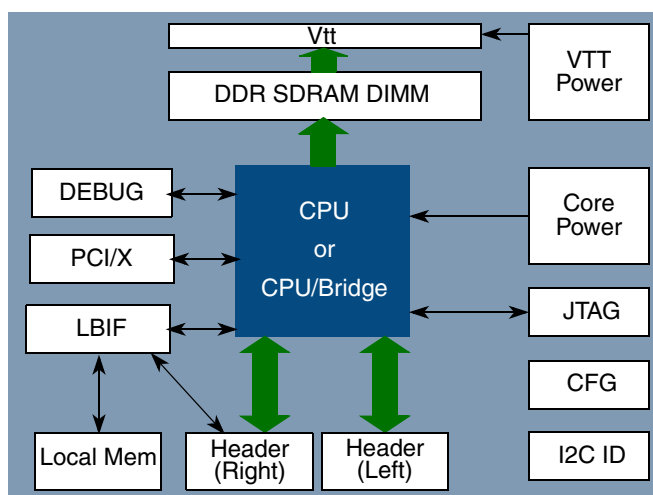 Vtt
VTT
Power
DDR SDRAM DIMM
DEBUG
CPU
or
CPU/Bridge
Core
Power
PCI/X
LBIF
JTAG
CFG
Local Mem
Header
(Right)
Header
(Left)
I2C ID